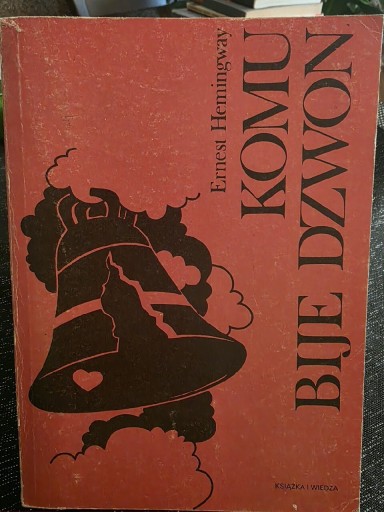 Ernest Hemingway
KOMU
BIJE DZWON
KSIĄŻKA I WIEDZA